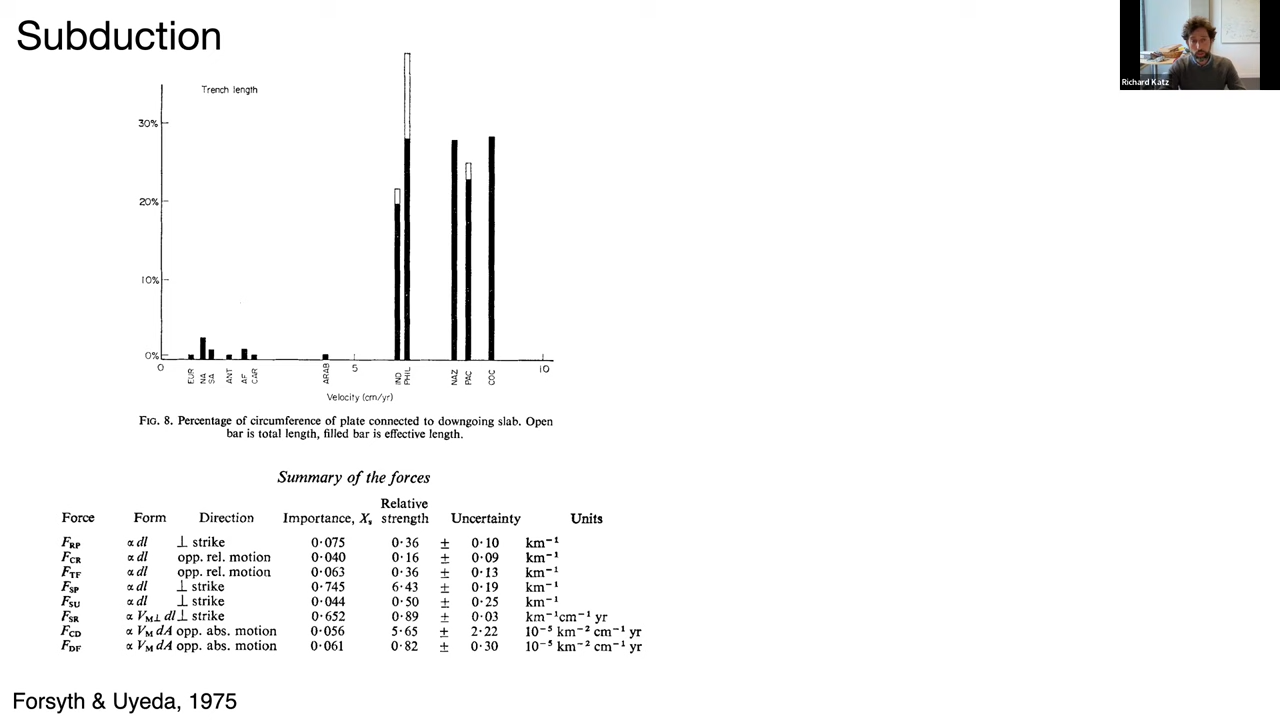 Subduction
Richard Katz
Trench length
30%
20%
10%
0%
0 5 10
EUR NA SA ANT AF CAR ARAB IND PHIL NAZ PAC COC
Velocity (cm/yr)
FIG. 8. Percentage of circumference of plate connected to downgoing slab. Open
bar is total length, filled bar is effective length.
Summary of the forces
Relative
Force Form Direction Importance, Xₛ strength Uncertainty Units
F_RP ∝ dl ⊥ strike 0·075 0·36 ± 0·10 km⁻¹
F_CR ∝ dl opp. rel. motion 0·040 0·16 ± 0·09 km⁻¹
F_TF ∝ dl opp. rel. motion 0·063 0·36 ± 0·13 km⁻¹
F_SP ∝ dl ⊥ strike 0·745 6·43 ± 0·19 km⁻¹
F_SU ∝ dl ⊥ strike 0·044 0·50 ± 0·25 km⁻¹
F_SR ∝ V_M⊥ dl ⊥ strike 0·652 0·89 ± 0·03 km⁻¹cm⁻¹ yr
F_CD ∝ V_M dA opp. abs. motion 0·056 5·65 ± 2·22 10⁻⁵ km⁻² cm⁻¹ yr
F_DF ∝ V_M dA opp. abs. motion 0·061 0·82 ± 0·30 10⁻⁵ km⁻² cm⁻¹ yr
Forsyth & Uyeda, 1975